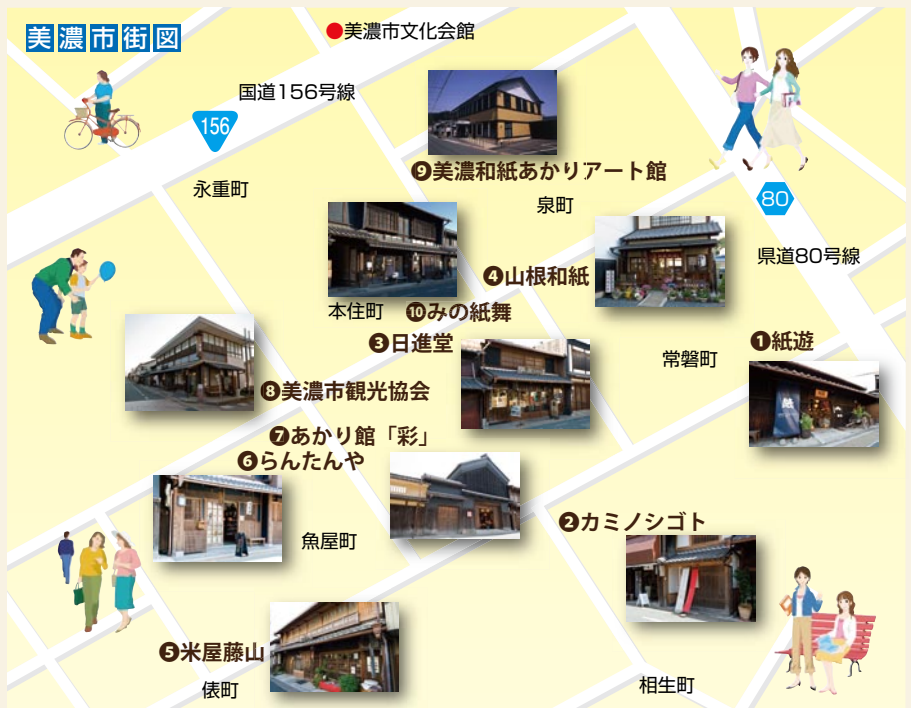 美濃市街図
●美濃市文化会館
国道156号線
156
永重町
❾美濃和紙あかりアート館
泉町
80
県道80号線
❹山根和紙
本住町
❿みの紙舞
❸日進堂
❶紙遊
常磐町
❽美濃市観光協会
❼あかり館「彩」
❻らんたんや
❷カミノシゴト
魚屋町
❺米屋藤山
俵町
相生町